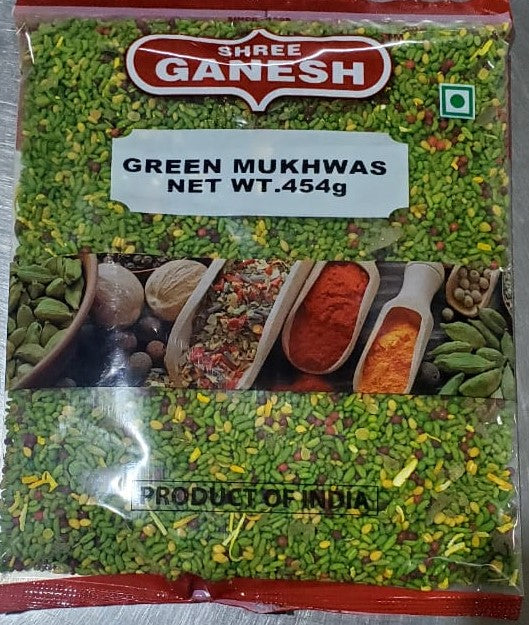 SHREE
GANESH
GREEN MUKHWAS
NET WT.454g
PRODUCT OF INDIA